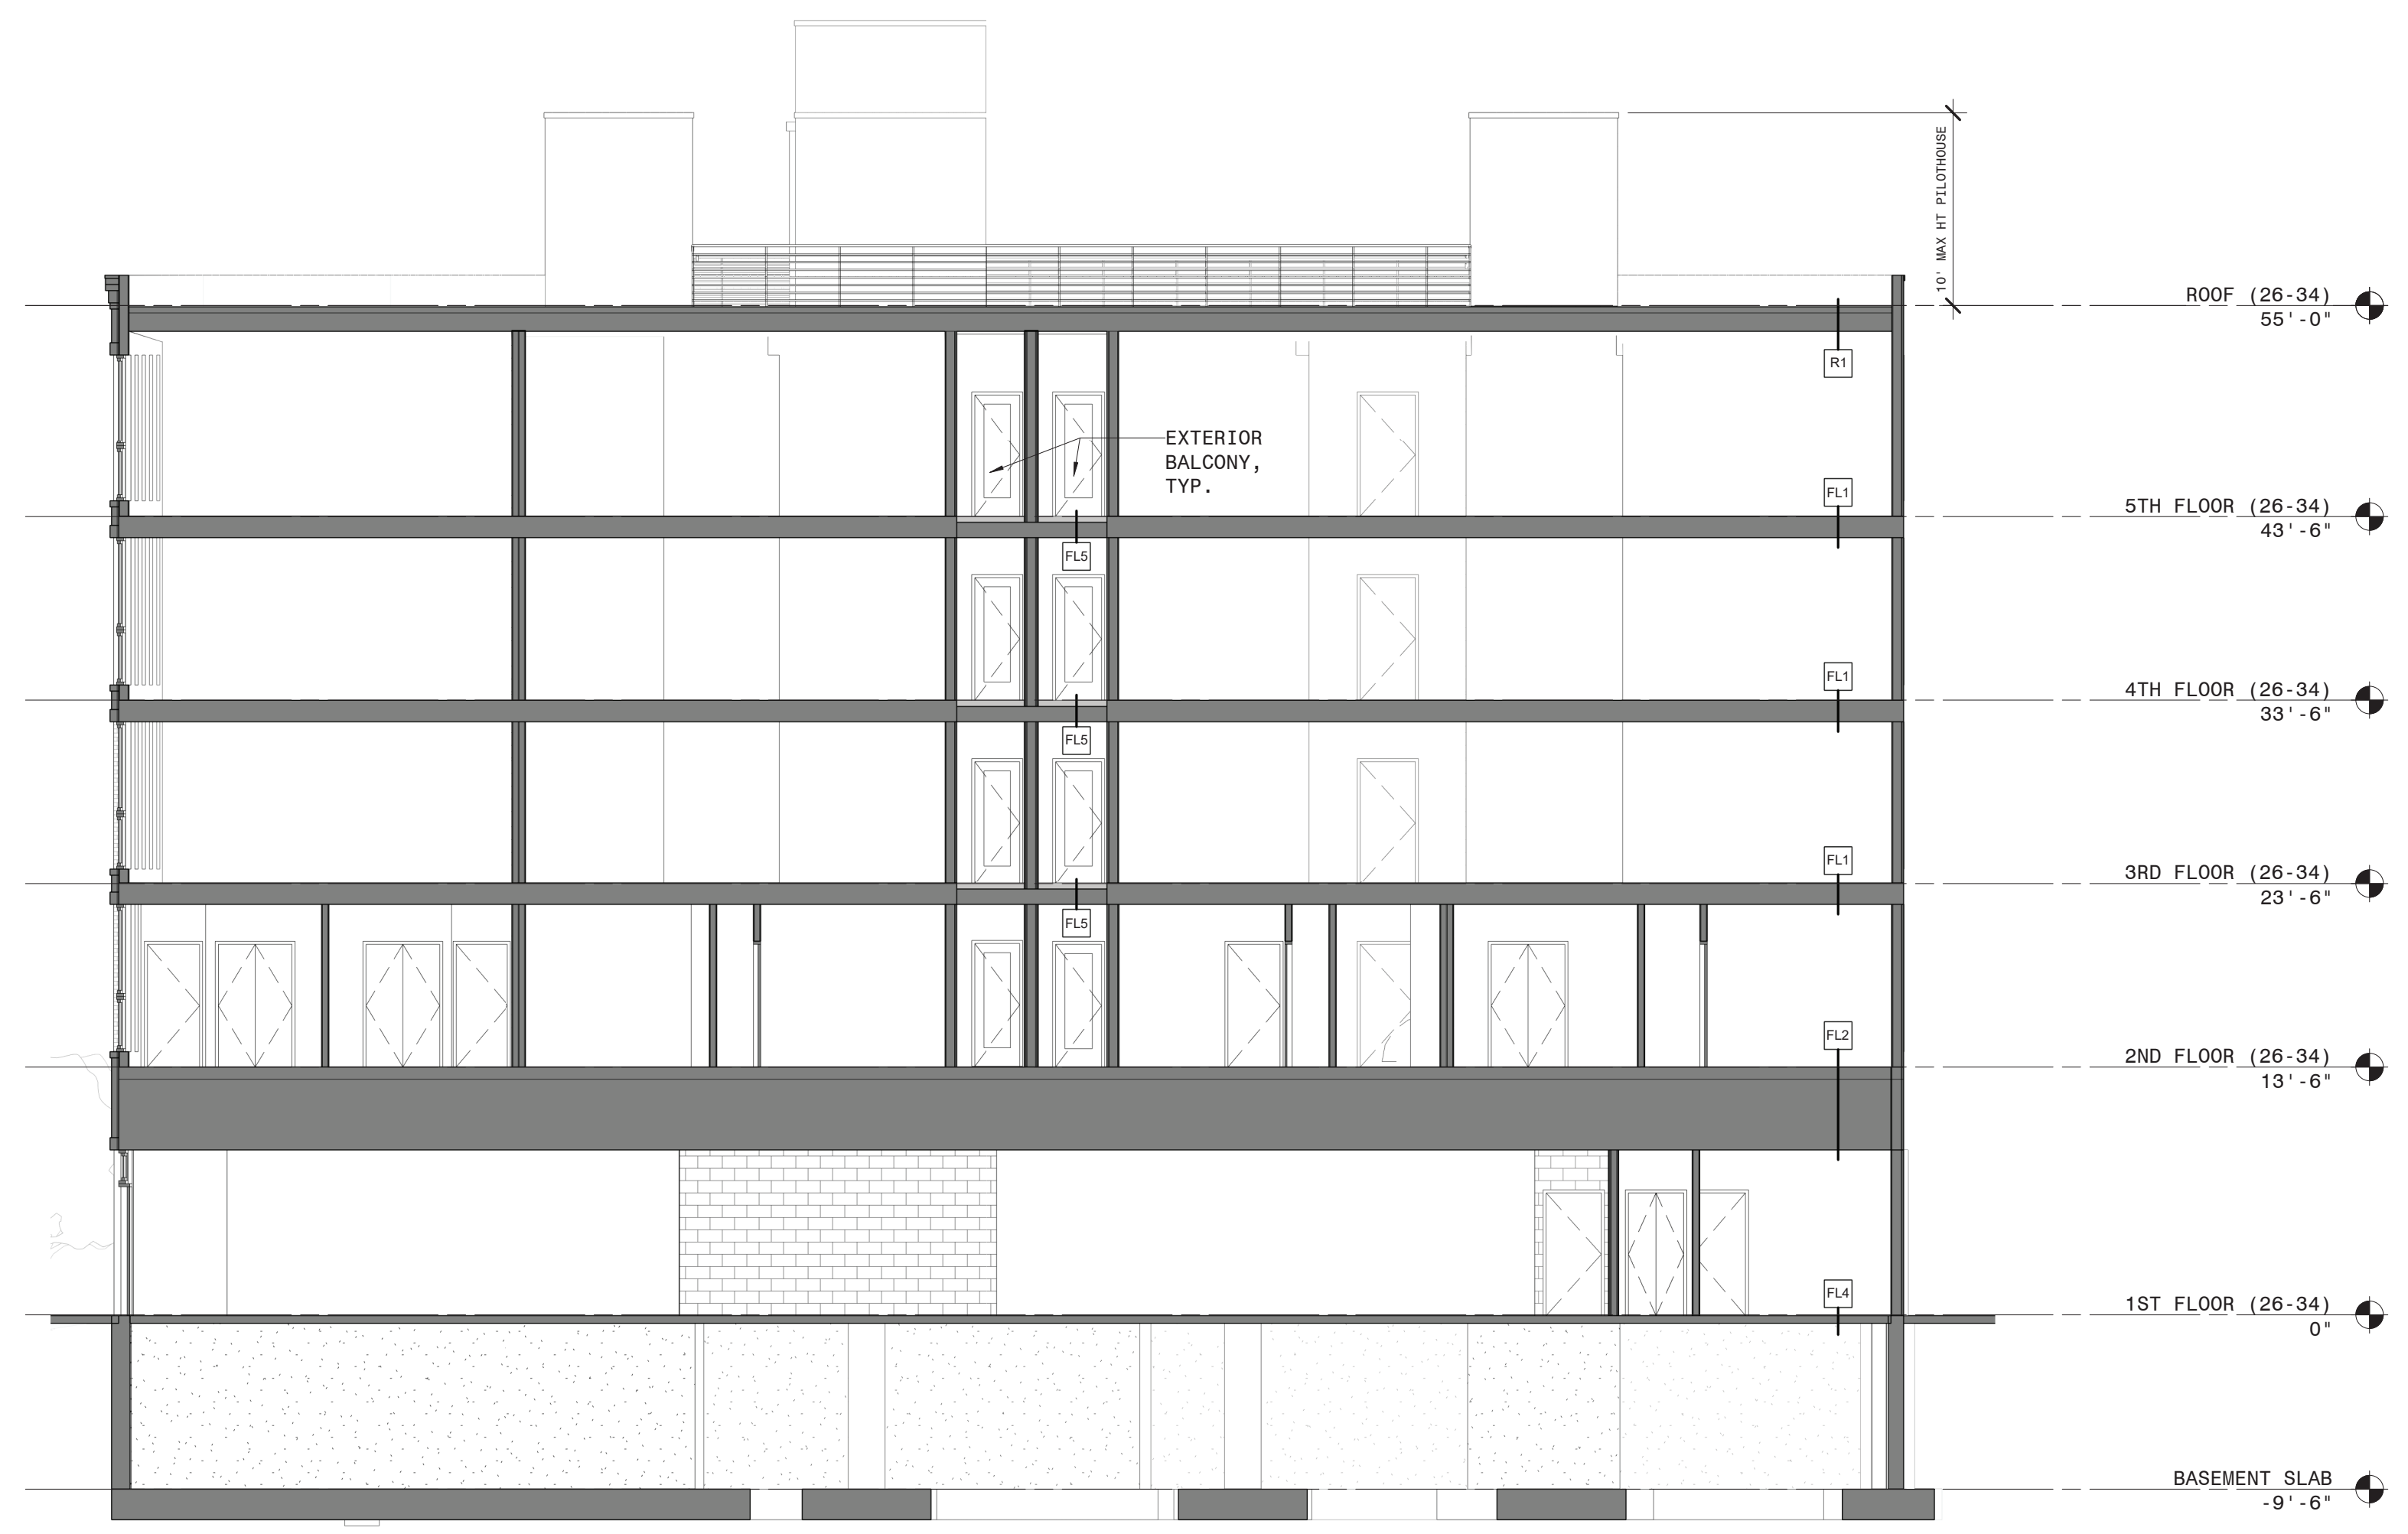 10' MAX HT PILOTHOUSE
ROOF (26-34)
55'-0"
R1
EXTERIOR
BALCONY,
TYP.
FL1
5TH FLOOR (26-34)
43'-6"
FL5
FL1
4TH FLOOR (26-34)
33'-6"
FL5
FL1
3RD FLOOR (26-34)
23'-6"
FL5
FL2
2ND FLOOR (26-34)
13'-6"
FL4
1ST FLOOR (26-34)
0"
BASEMENT SLAB
-9'-6"